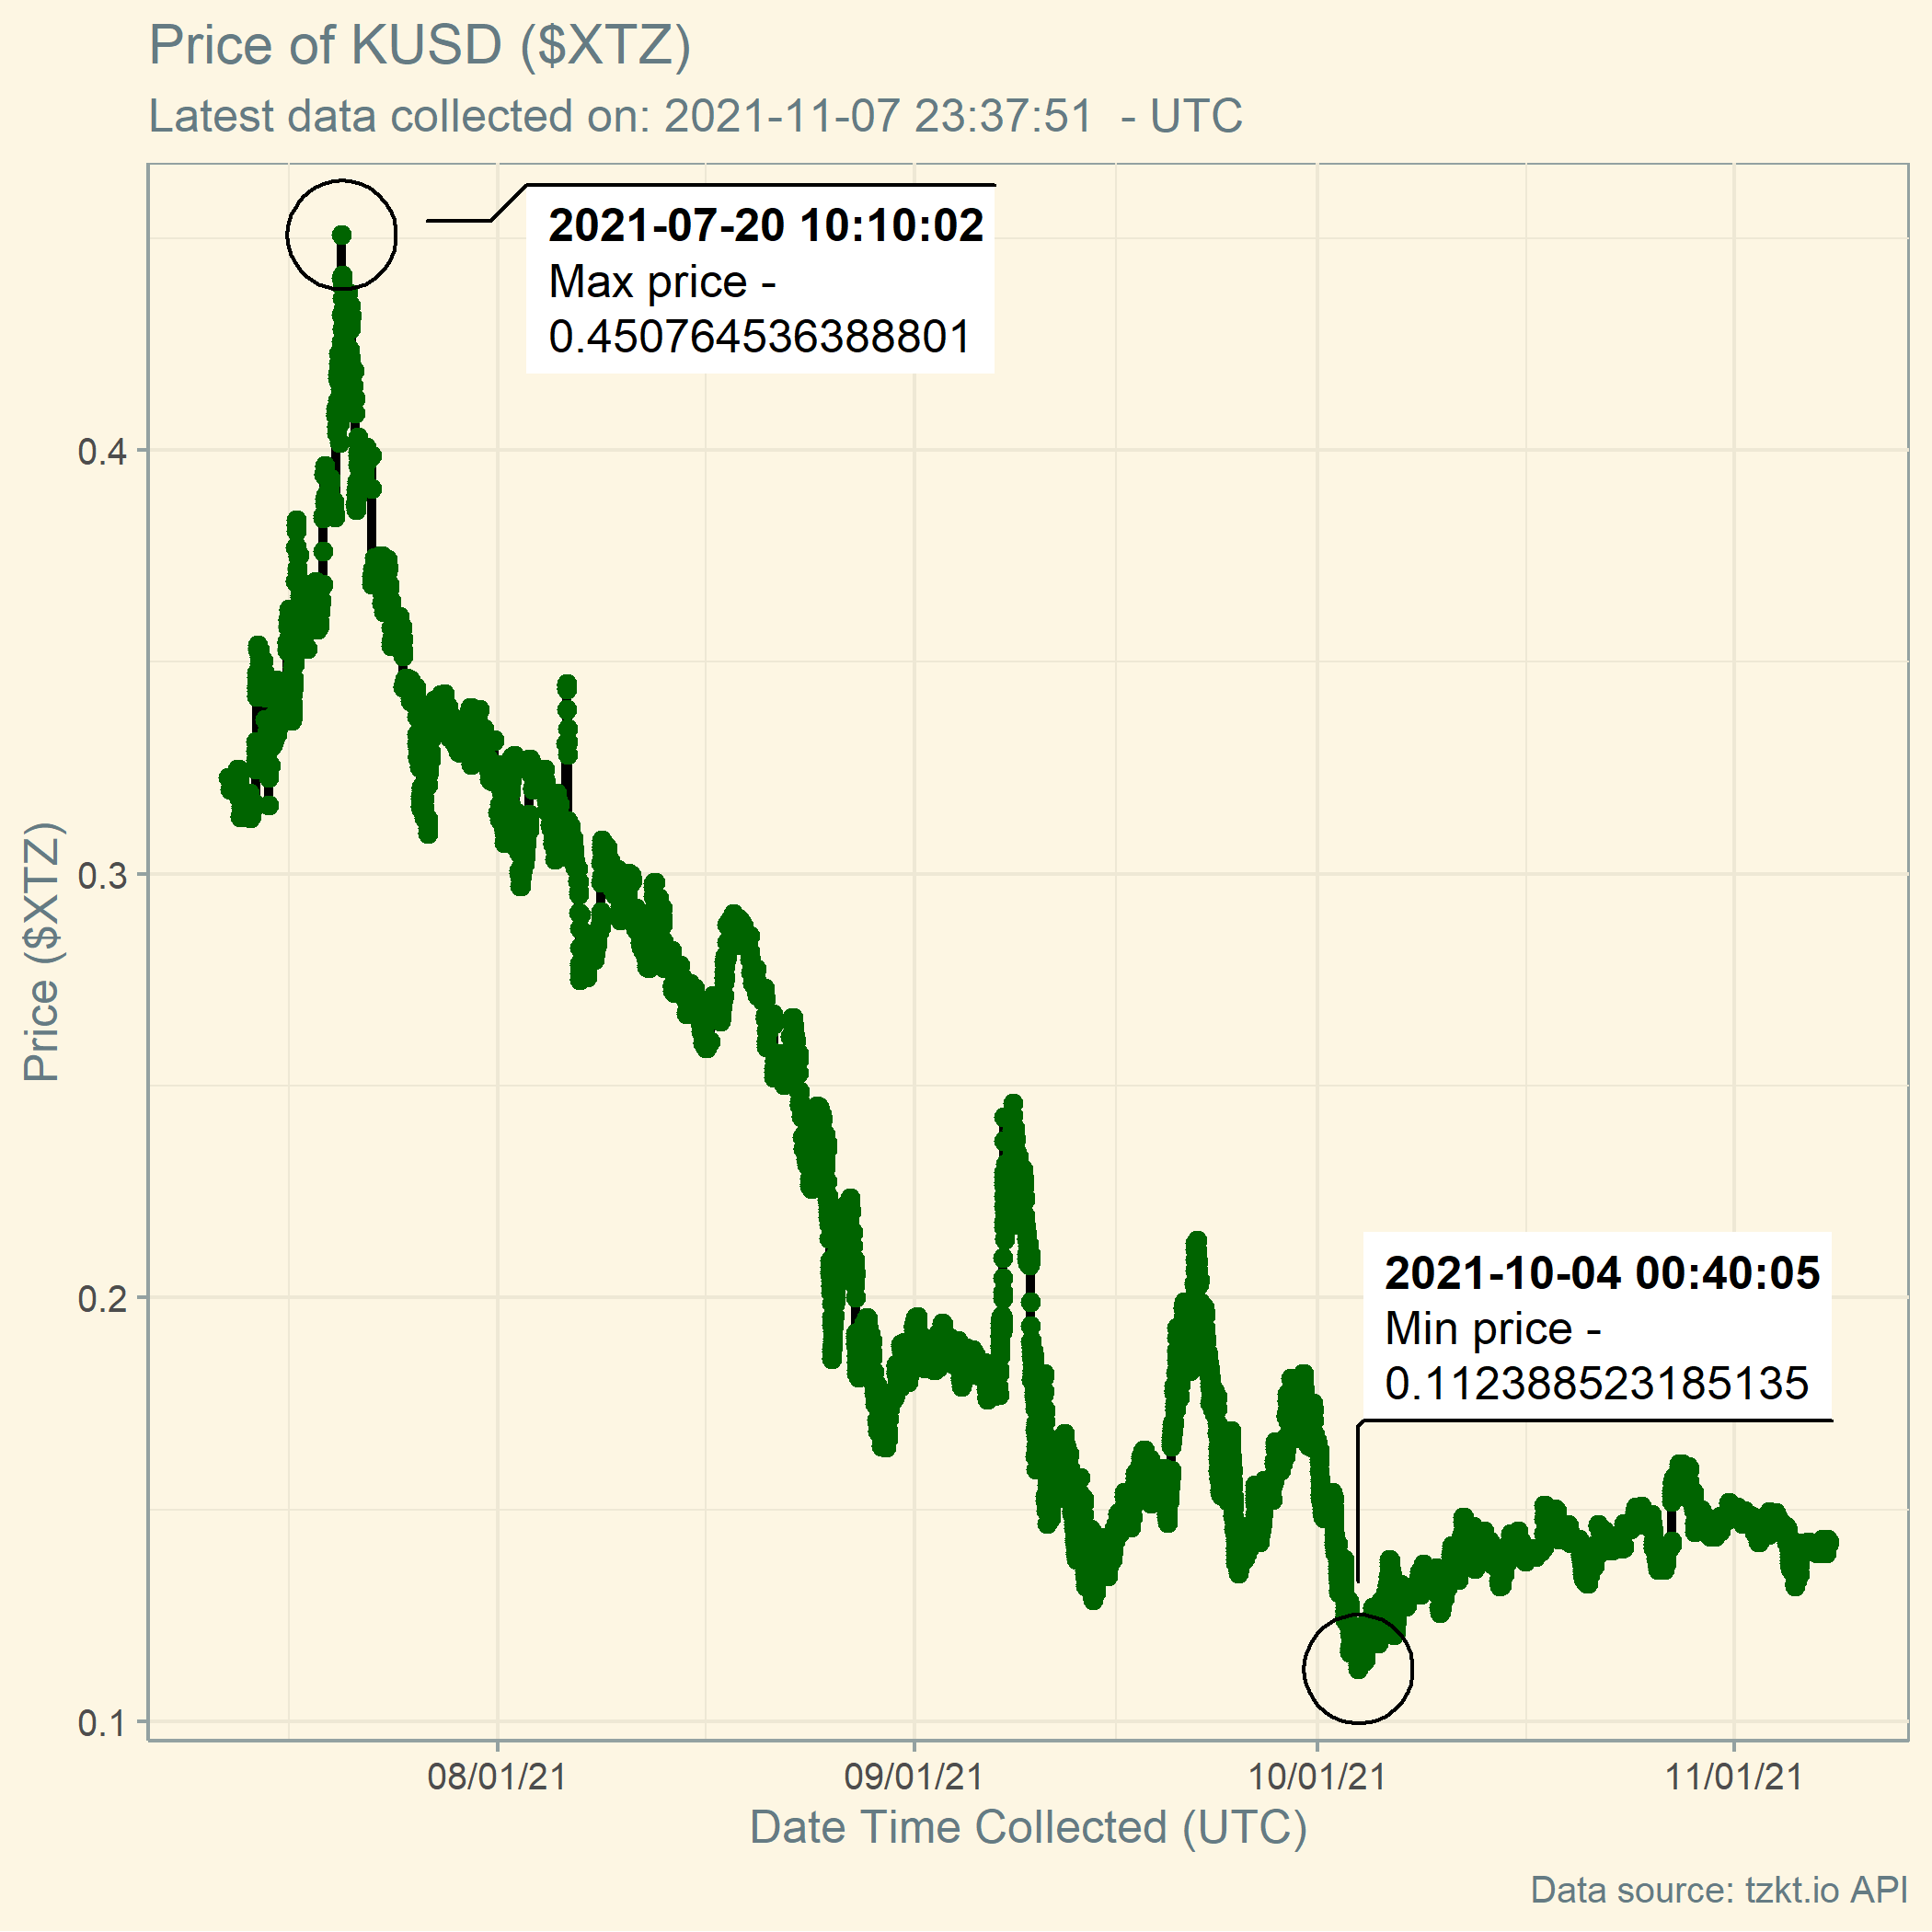 Price of KUSD ($XTZ)
Latest data collected on: 2021-11-07 23:37:51  - UTC
2021-07-20 10:10:02
Max price -
0.450764536388801
0.4
0.3
0.2
0.1
Price ($XTZ)
2021-10-04 00:40:05
Min price -
0.112388523185135
08/01/21
09/01/21
10/01/21
11/01/21
Date Time Collected (UTC)
Data source: tzkt.io API